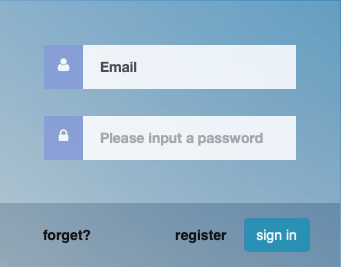 Email
Please input a password
forget? register sign in